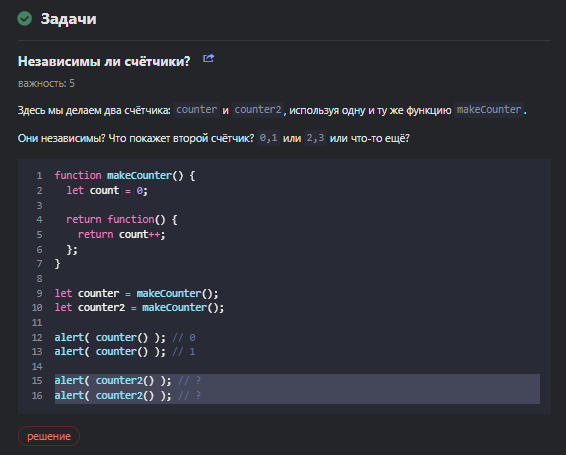 Задачи
Независимы ли счётчики?
важность: 5
Здесь мы делаем два счётчика: counter и counter2, используя одну и ту же функцию makeCounter.
Они независимы? Что покажет второй счётчик? 0,1 или 2,3 или что-то ещё?
1 function makeCounter() {
2   let count = 0;
3
4   return function() {
5     return count++;
6   };
7 }
8
9 let counter = makeCounter();
10 let counter2 = makeCounter();
11
12 alert( counter() ); // 0
13 alert( counter() ); // 1
14
15 alert( counter2() ); // ?
16 alert( counter2() ); // ?
решение